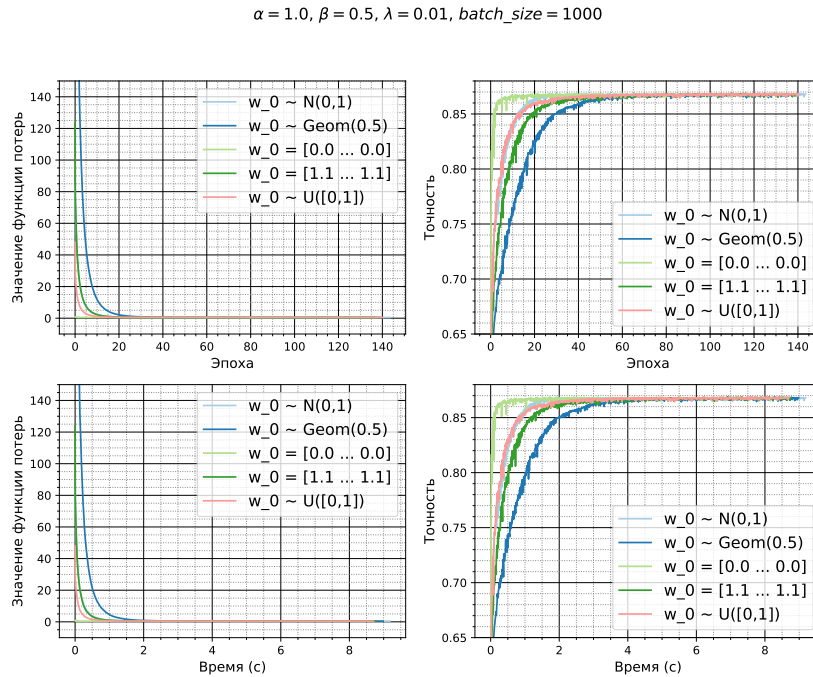 α = 1.0, β = 0.5, λ = 0.01, batch_size = 1000
Значение функции потерь
140
120
100
80
60
40
20
0
w_0 ~ N(0,1)
w_0 ~ Geom(0.5)
w_0 = [0.0 ... 0.0]
w_0 = [1.1 ... 1.1]
w_0 ~ U([0,1])
0 20 40 60 80 100 120 140
Эпоха
Точность
0.85
0.80
0.75
0.70
0.65
w_0 ~ N(0,1)
w_0 ~ Geom(0.5)
w_0 = [0.0 ... 0.0]
w_0 = [1.1 ... 1.1]
w_0 ~ U([0,1])
0 20 40 60 80 100 120 140
Эпоха
Значение функции потерь
140
120
100
80
60
40
20
0
w_0 ~ N(0,1)
w_0 ~ Geom(0.5)
w_0 = [0.0 ... 0.0]
w_0 = [1.1 ... 1.1]
w_0 ~ U([0,1])
0 2 4 6 8
Время (с)
Точность
0.85
0.80
0.75
0.70
0.65
w_0 ~ N(0,1)
w_0 ~ Geom(0.5)
w_0 = [0.0 ... 0.0]
w_0 = [1.1 ... 1.1]
w_0 ~ U([0,1])
0 2 4 6 8
Время (с)